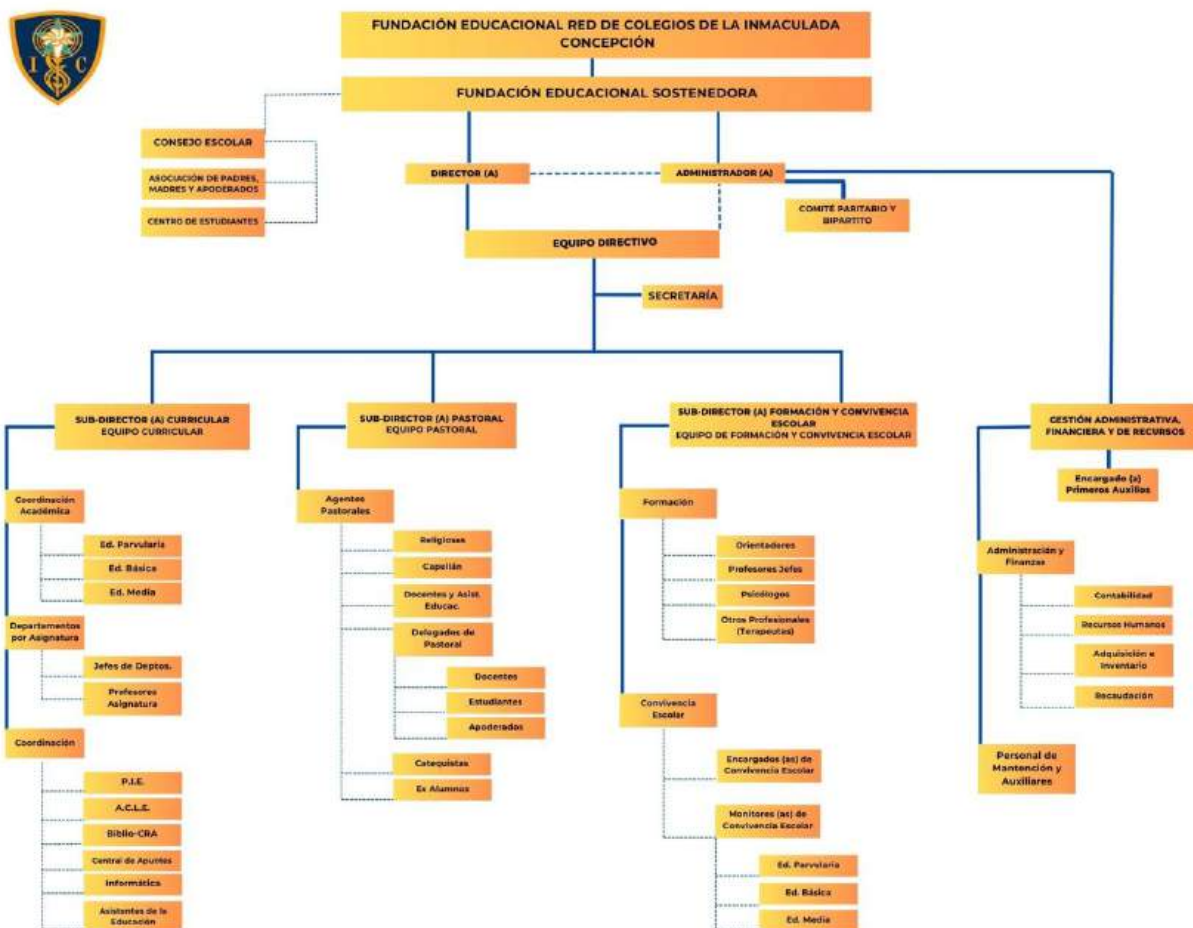 I C
FUNDACIÓN EDUCACIONAL RED DE COLEGIOS DE LA INMACULADA
CONCEPCIÓN
FUNDACIÓN EDUCACIONAL SOSTENEDORA
CONSEJO ESCOLAR
ASOCIACIÓN DE PADRES,
MADRES Y APODERADOS
CENTRO DE ESTUDIANTES
DIRECTOR (A)
ADMINISTRADOR (A)
COMITÉ PARITARIO Y
BIPARTITO
EQUIPO DIRECTIVO
SECRETARÍA
SUB-DIRECTOR (A) CURRICULAR
EQUIPO CURRICULAR
Coordinación
Académica
Ed. Parvularia
Ed. Básica
Ed. Media
Departamentos
por Asignatura
Jefes de Deptos.
Profesores
Asignatura
Coordinación
P.I.E.
A.C.L.E.
Biblio-CRA
Central de Apuntes
Informática
Asistentes de la
Educación
SUB-DIRECTOR (A) PASTORAL
EQUIPO PASTORAL
Agentes
Pastorales
Religiosas
Capellán
Docentes y Asist.
Educac.
Delegados de
Pastoral
Docentes
Estudiantes
Apoderados
Catequistas
Ex Alumnos
SUB-DIRECTOR (A) FORMACIÓN Y CONVIVENCIA
ESCOLAR
EQUIPO DE FORMACIÓN Y CONVIVENCIA ESCOLAR
Formación
Orientadores
Profesores Jefes
Psicólogos
Otros Profesionales
(Terapeutas)
Convivencia
Escolar
Encargados (as) de
Convivencia Escolar
Monitores (as) de
Convivencia Escolar
Ed. Parvularia
Ed. Básica
Ed. Media
GESTIÓN ADMINISTRATIVA,
FINANCIERA Y DE RECURSOS
Encargado (a)
Primeros Auxilios
Administración y
Finanzas
Contabilidad
Recursos Humanos
Adquisición e
Inventario
Recaudación
Personal de
Mantención y
Auxiliares